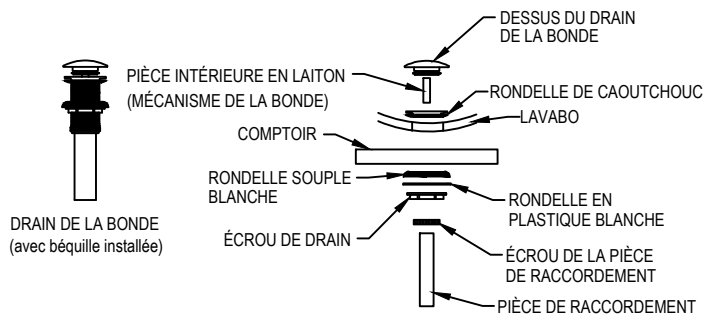 DESSUS DU DRAIN
DE LA BONDE
PIÈCE INTÉRIEURE EN LAITON
(MÉCANISME DE LA BONDE)
RONDELLE DE CAOUTCHOUC
LAVABO
COMPTOIR
RONDELLE SOUPLE
BLANCHE
RONDELLE EN
PLASTIQUE BLANCHE
DRAIN DE LA BONDE
(avec béquille installée)
ÉCROU DE DRAIN
ÉCROU DE LA PIÈCE
DE RACCORDEMENT
PIÈCE DE RACCORDEMENT